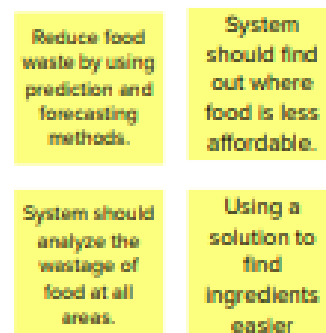 Reduce food
waste by using
prediction and
forecasting
methods.
System
should find
out where
food is less
affordable.
System should
analyze the
wastage of
food at all
areas.
Using a
solution to
find
ingredients
easier